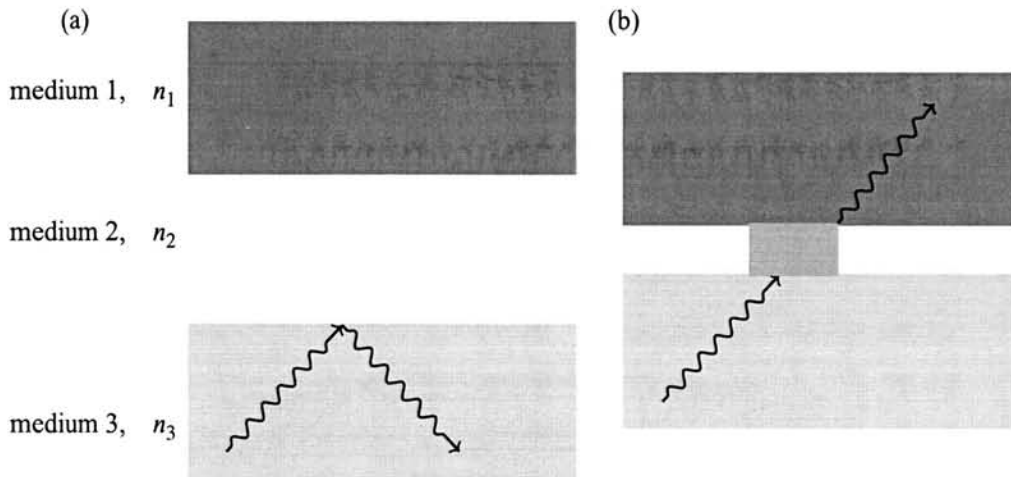 (a)
(b)
medium 1, n₁
medium 2, n₂
medium 3, n₃